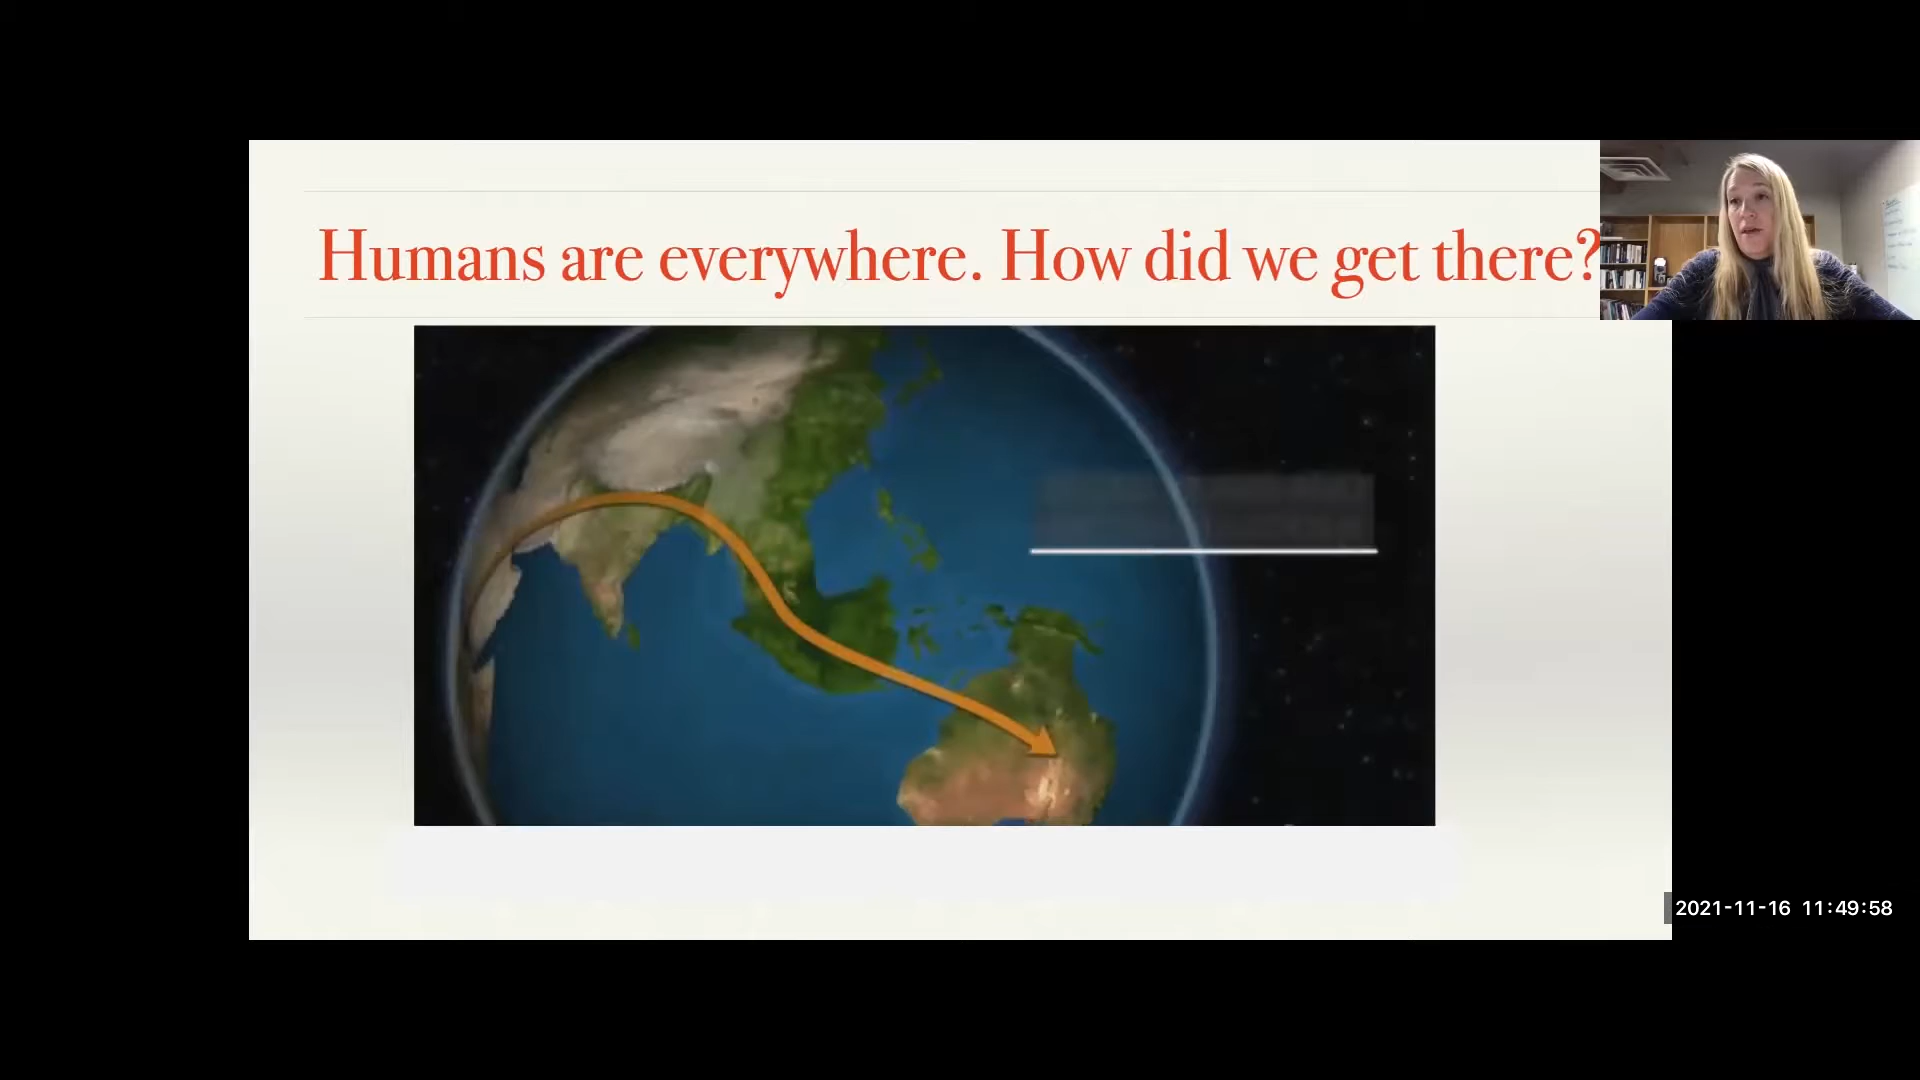 Humans are everywhere. How did we get there?
2021-11-16 11:49:58